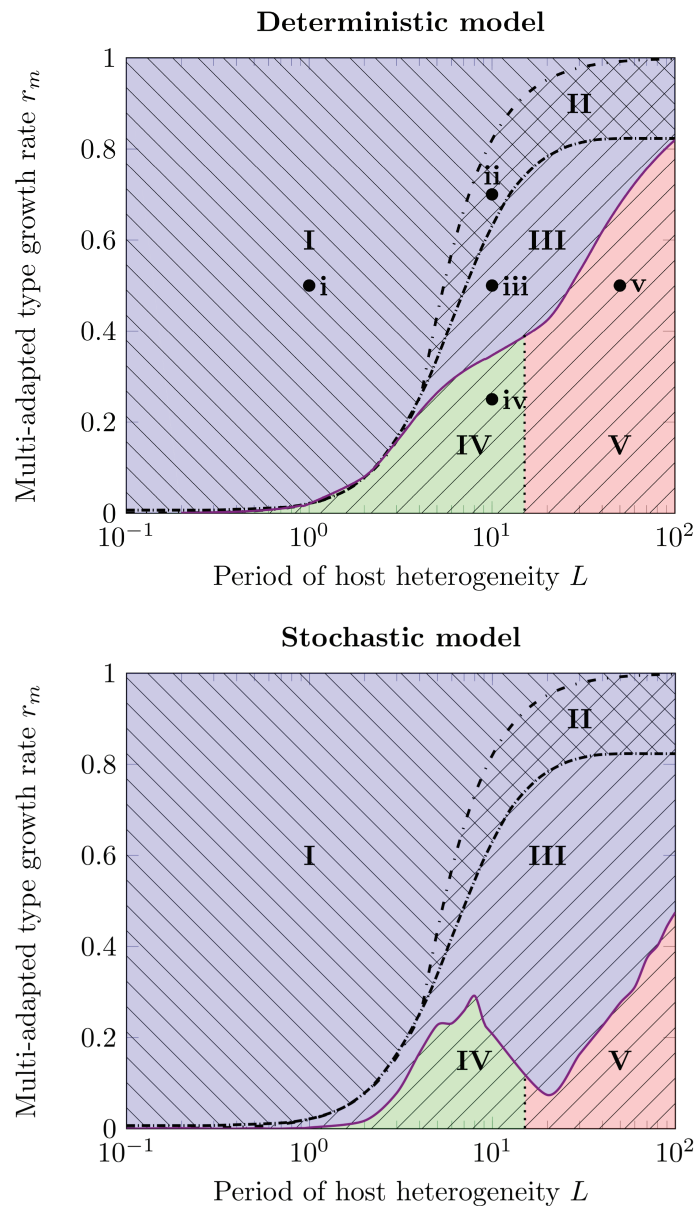 Deterministic model
Multi-adapted type growth rate r_m
1
0.8
0.6
0.4
0.2
0
I
II
III
IV
V
i
ii
iii
iv
v
10^−1
10^0
10^1
10^2
Period of host heterogeneity L
Stochastic model
Multi-adapted type growth rate r_m
1
0.8
0.6
0.4
0.2
0
I
II
III
IV
V
10^−1
10^0
10^1
10^2
Period of host heterogeneity L